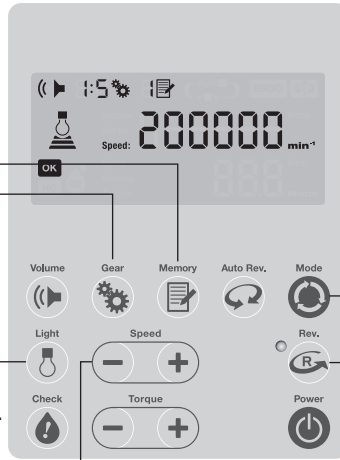 1:5 1
Speed: 200000 min⁻¹
OK
Volume Gear Memory Auto Rev. Mode
Light Speed Rev.
R
Check Torque Power